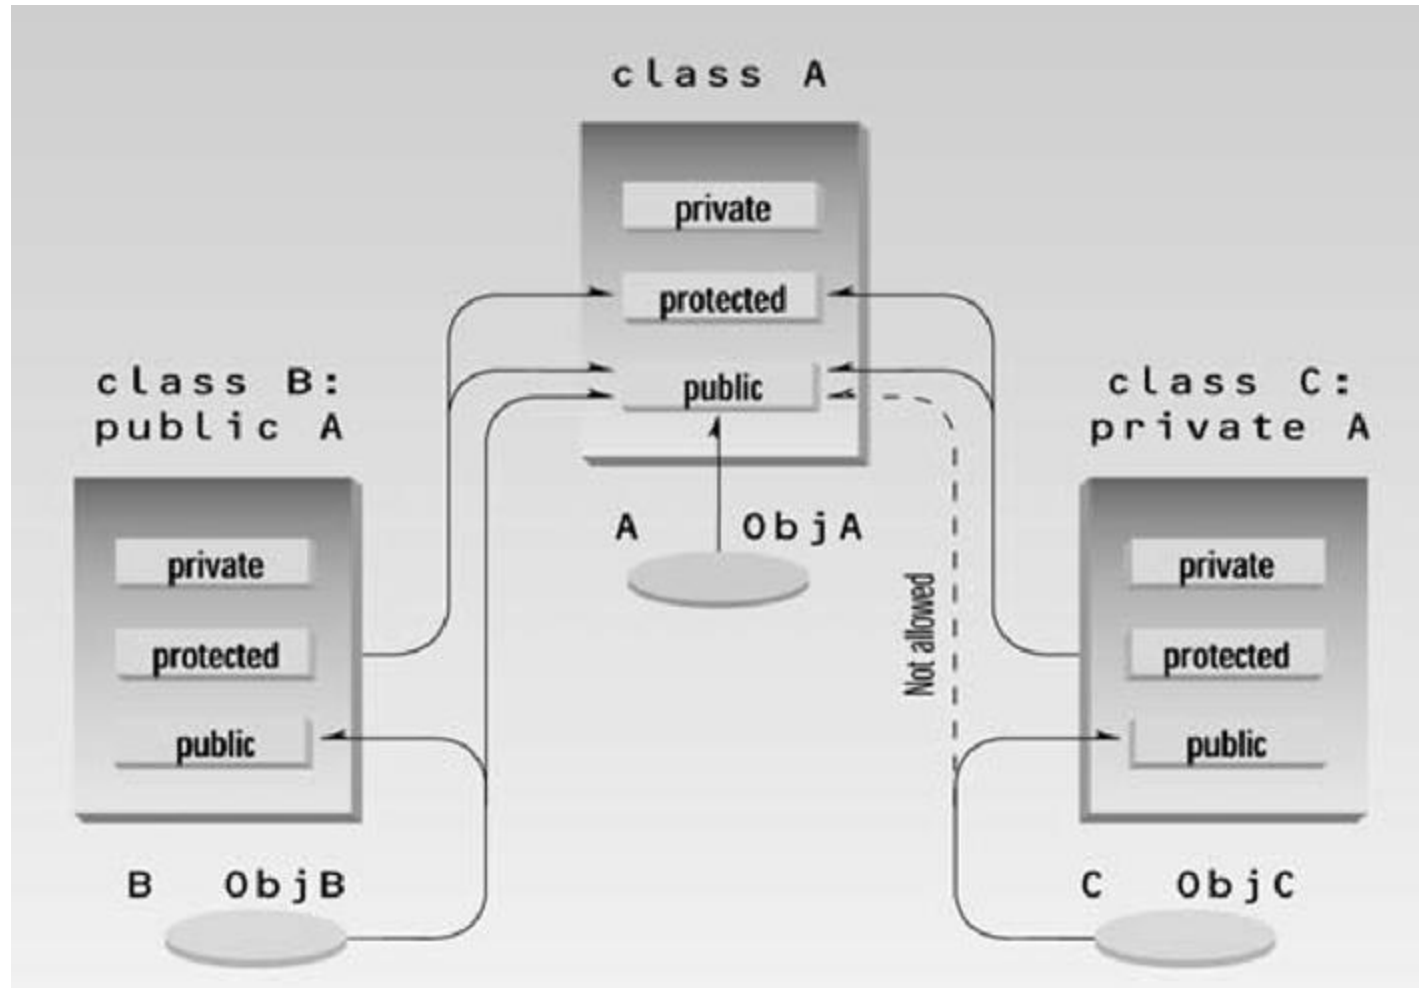 class A
private
protected
public
class B:
public A
class C:
private A
A ObjA
Not allowed
private
protected
public
private
protected
public
B ObjB
C ObjC